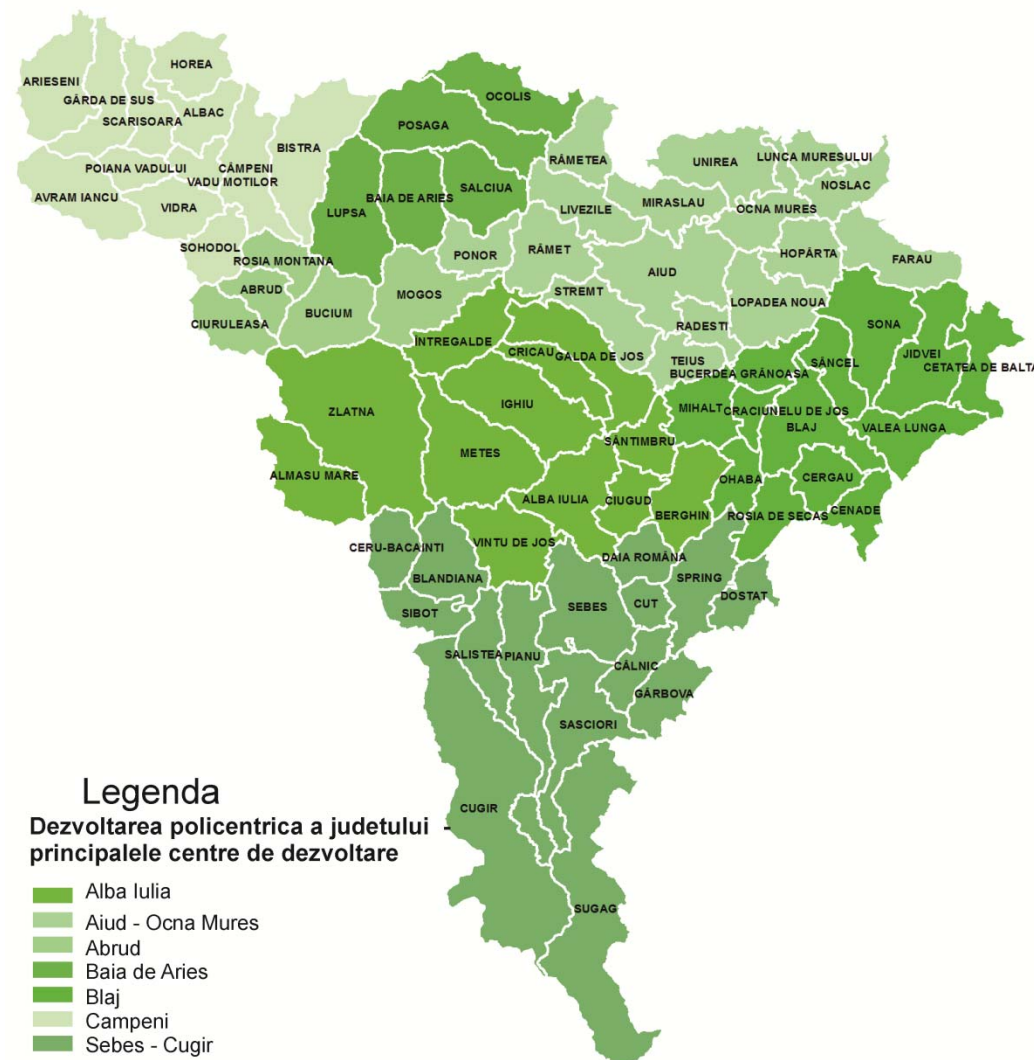 HOREA
ARIESENI
GÂRDA DE SUS
ALBAC
SCARISOARA
OCOLIS
POSAGA
BISTRA
POIANA VADULUI
CÂMPENI
VADU MOTILOR
AVRAM IANCU
VIDRA
LUPSA
BAIA DE ARIES
SALCIUA
RÂMETEA
UNIREA
LUNCA MURESULUI
NOSLAC
LIVEZILE
MIRASLAU
OCNA MURES
SOHODOL
ROSIA MONTANA
PONOR
RÂMET
HOPÂRTA
FARAU
AIUD
ABRUD
MOGOS
STREMT
LOPADEA NOUA
CIURULEASA
BUCIUM
RADESTI
SONA
INTREGALDE
CRICAU
GALDA DE JOS
TEIUS
BUCERDEA GRÂNOASA
SÂNCEL
JIDVEI
CETATEA DE BALTA
ZLATNA
IGHIU
MIHALT
CRACIUNELU DE JOS
BLAJ
VALEA LUNGA
METES
SÂNTIMBRU
ALMASU MARE
OHABA
CERGAU
ALBA IULIA
CIUGUD
BERGHIN
ROSIA DE SECAS
CENADE
CERU-BACAINTI
VINTU DE JOS
DAIA ROMÂNA
BLANDIANA
SPRING
DOSTAT
SIBOT
SEBES
CUT
SALISTEA
PIANU
CÂLNIC
GÂRBOVA
SASCIORI
CUGIR
SUGAG
Legenda
Dezvoltarea policentrica a judetului -
principalele centre de dezvoltare
Alba Iulia
Aiud - Ocna Mures
Abrud
Baia de Aries
Blaj
Campeni
Sebes - Cugir